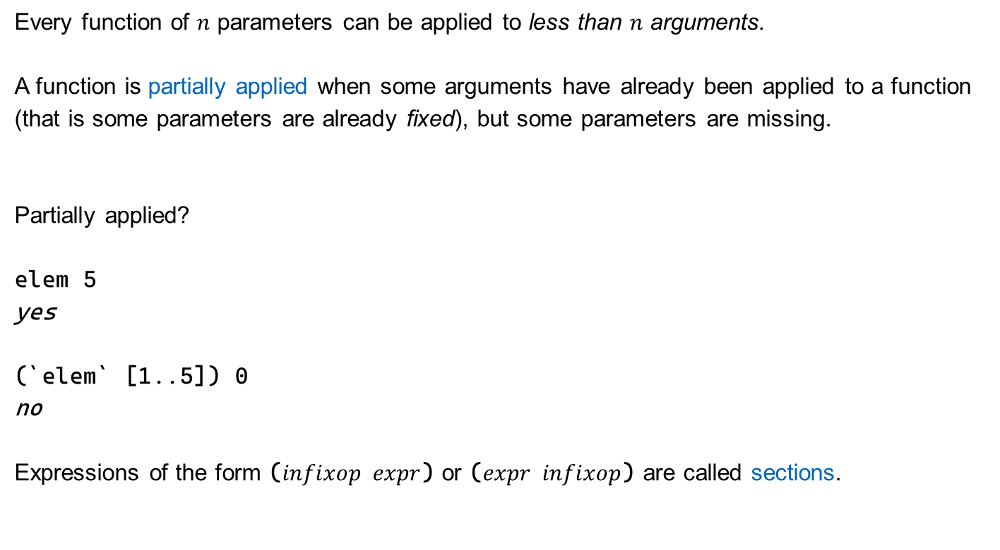 Every function of n parameters can be applied to less than n arguments.
A function is partially applied when some arguments have already been applied to a function
(that is some parameters are already fixed), but some parameters are missing.
Partially applied?
elem 5
yes
(`elem` [1..5]) 0
no
Expressions of the form (infixop expr) or (expr infixop) are called sections.